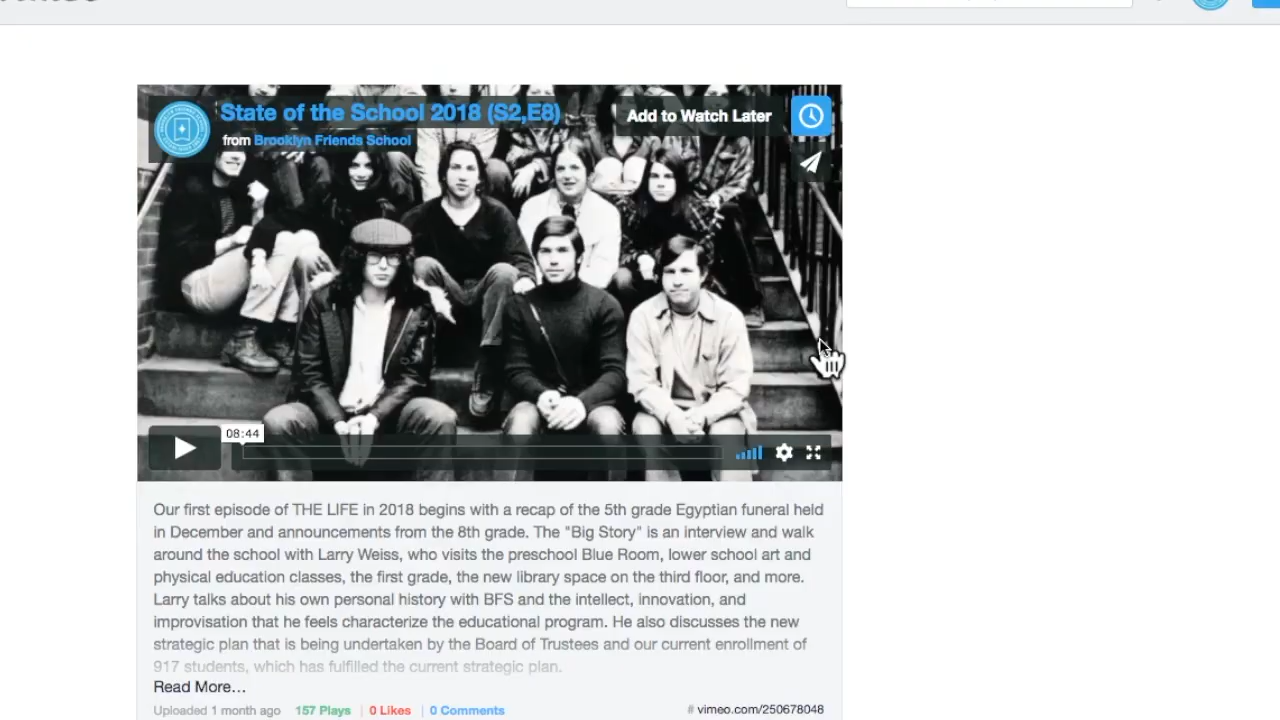 State of the School 2018 (S2,E8)
from Brooklyn Friends School
Add to Watch Later
08:44
Our first episode of THE LIFE in 2018 begins with a recap of the 5th grade Egyptian funeral held
in December and announcements from the 8th grade. The "Big Story" is an interview and walk
around the school with Larry Weiss, who visits the preschool Blue Room, lower school art and
physical education classes, the first grade, the new library space on the third floor, and more.
Larry talks about his own personal history with BFS and the intellect, innovation, and
improvisation that he feels characterize the educational program. He also discusses the new
strategic plan that is being undertaken by the Board of Trustees and our current enrollment of
917 students, which has fulfilled the current strategic plan.
Read More...
Uploaded 1 month ago 157 Plays | 0 Likes | 0 Comments # vimeo.com/250678048